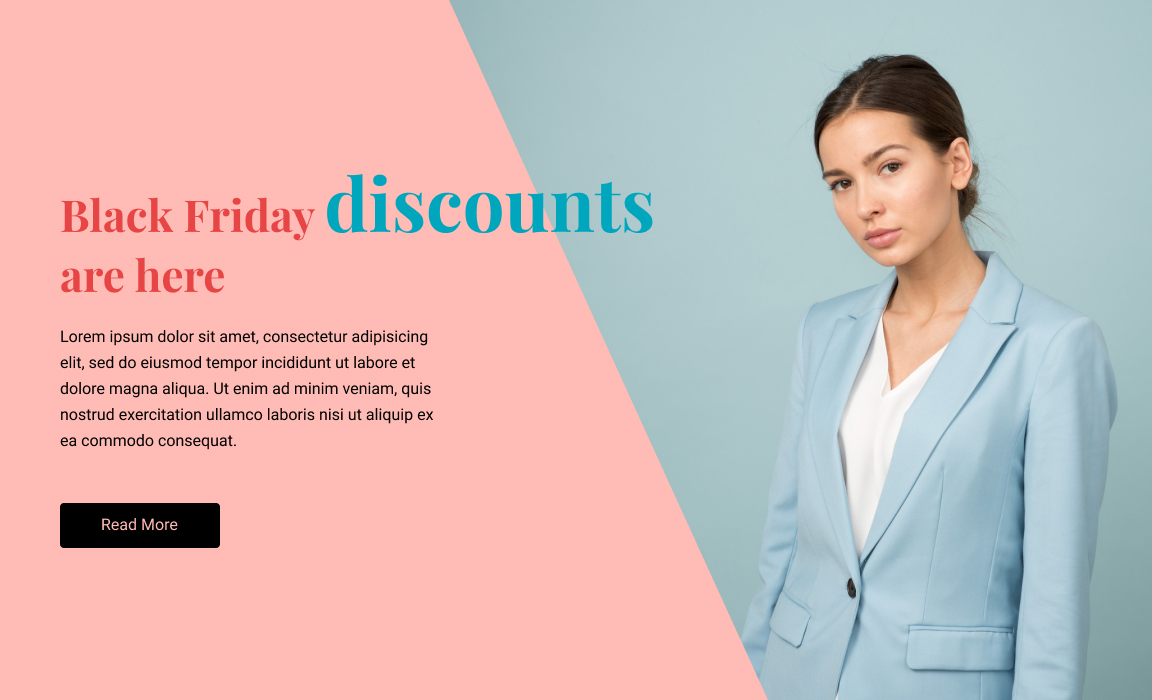 Black Friday discounts
are here
Lorem ipsum dolor sit amet, consectetur adipisicing
elit, sed do eiusmod tempor incididunt ut labore et
dolore magna aliqua. Ut enim ad minim veniam, quis
nostrud exercitation ullamco laboris nisi ut aliquip ex
ea commodo consequat.
Read More